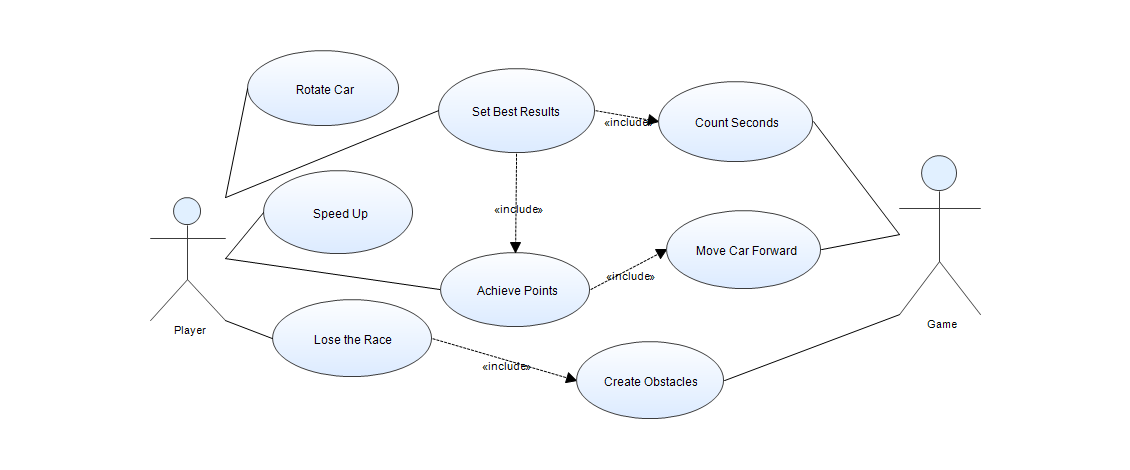 Rotate Car
Set Best Results
«include»
Count Seconds
Speed Up
«include»
Move Car Forward
Achieve Points
«include»
Player
Game
Lose the Race
«include»
Create Obstacles